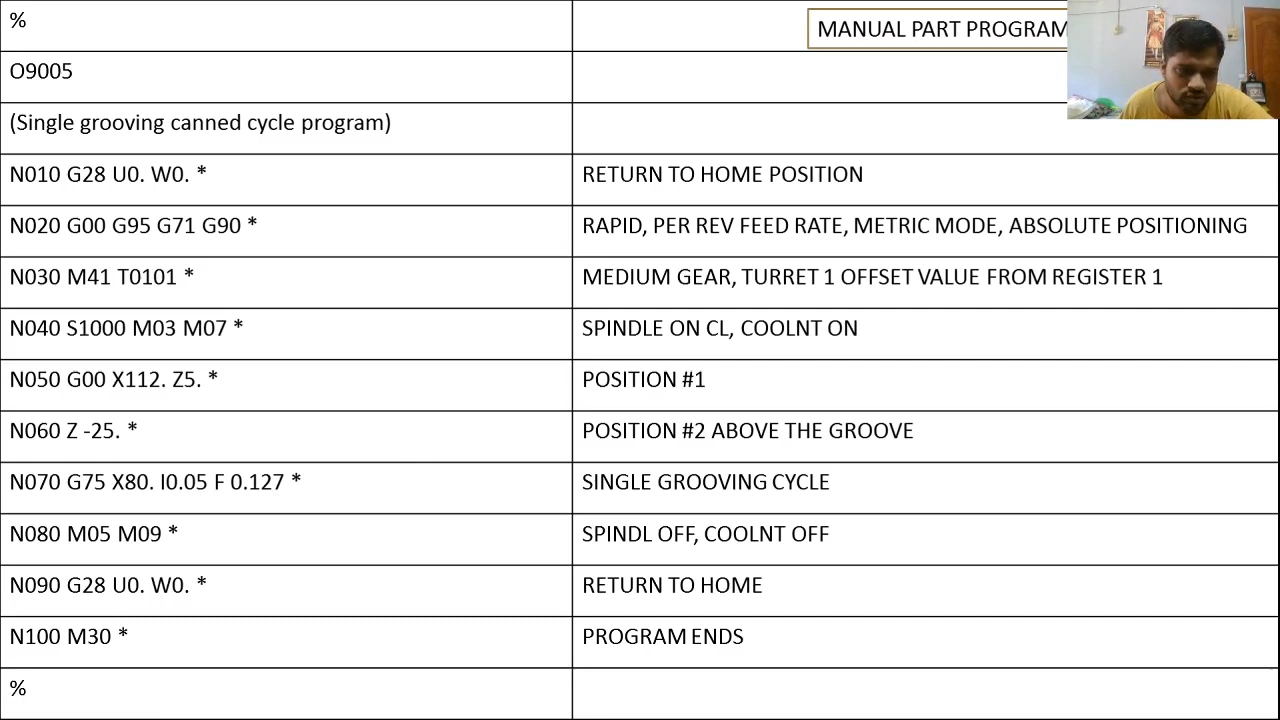 %
MANUAL PART PROGRAM
O9005
(Single grooving canned cycle program)
N010 G28 U0. W0. * RETURN TO HOME POSITION
N020 G00 G95 G71 G90 * RAPID, PER REV FEED RATE, METRIC MODE, ABSOLUTE POSITIONING
N030 M41 T0101 * MEDIUM GEAR, TURRET 1 OFFSET VALUE FROM REGISTER 1
N040 S1000 M03 M07 * SPINDLE ON CL, COOLNT ON
N050 G00 X112. Z5. * POSITION #1
N060 Z -25. * POSITION #2 ABOVE THE GROOVE
N070 G75 X80. I0.05 F 0.127 * SINGLE GROOVING CYCLE
N080 M05 M09 * SPINDL OFF, COOLNT OFF
N090 G28 U0. W0. * RETURN TO HOME
N100 M30 * PROGRAM ENDS
%